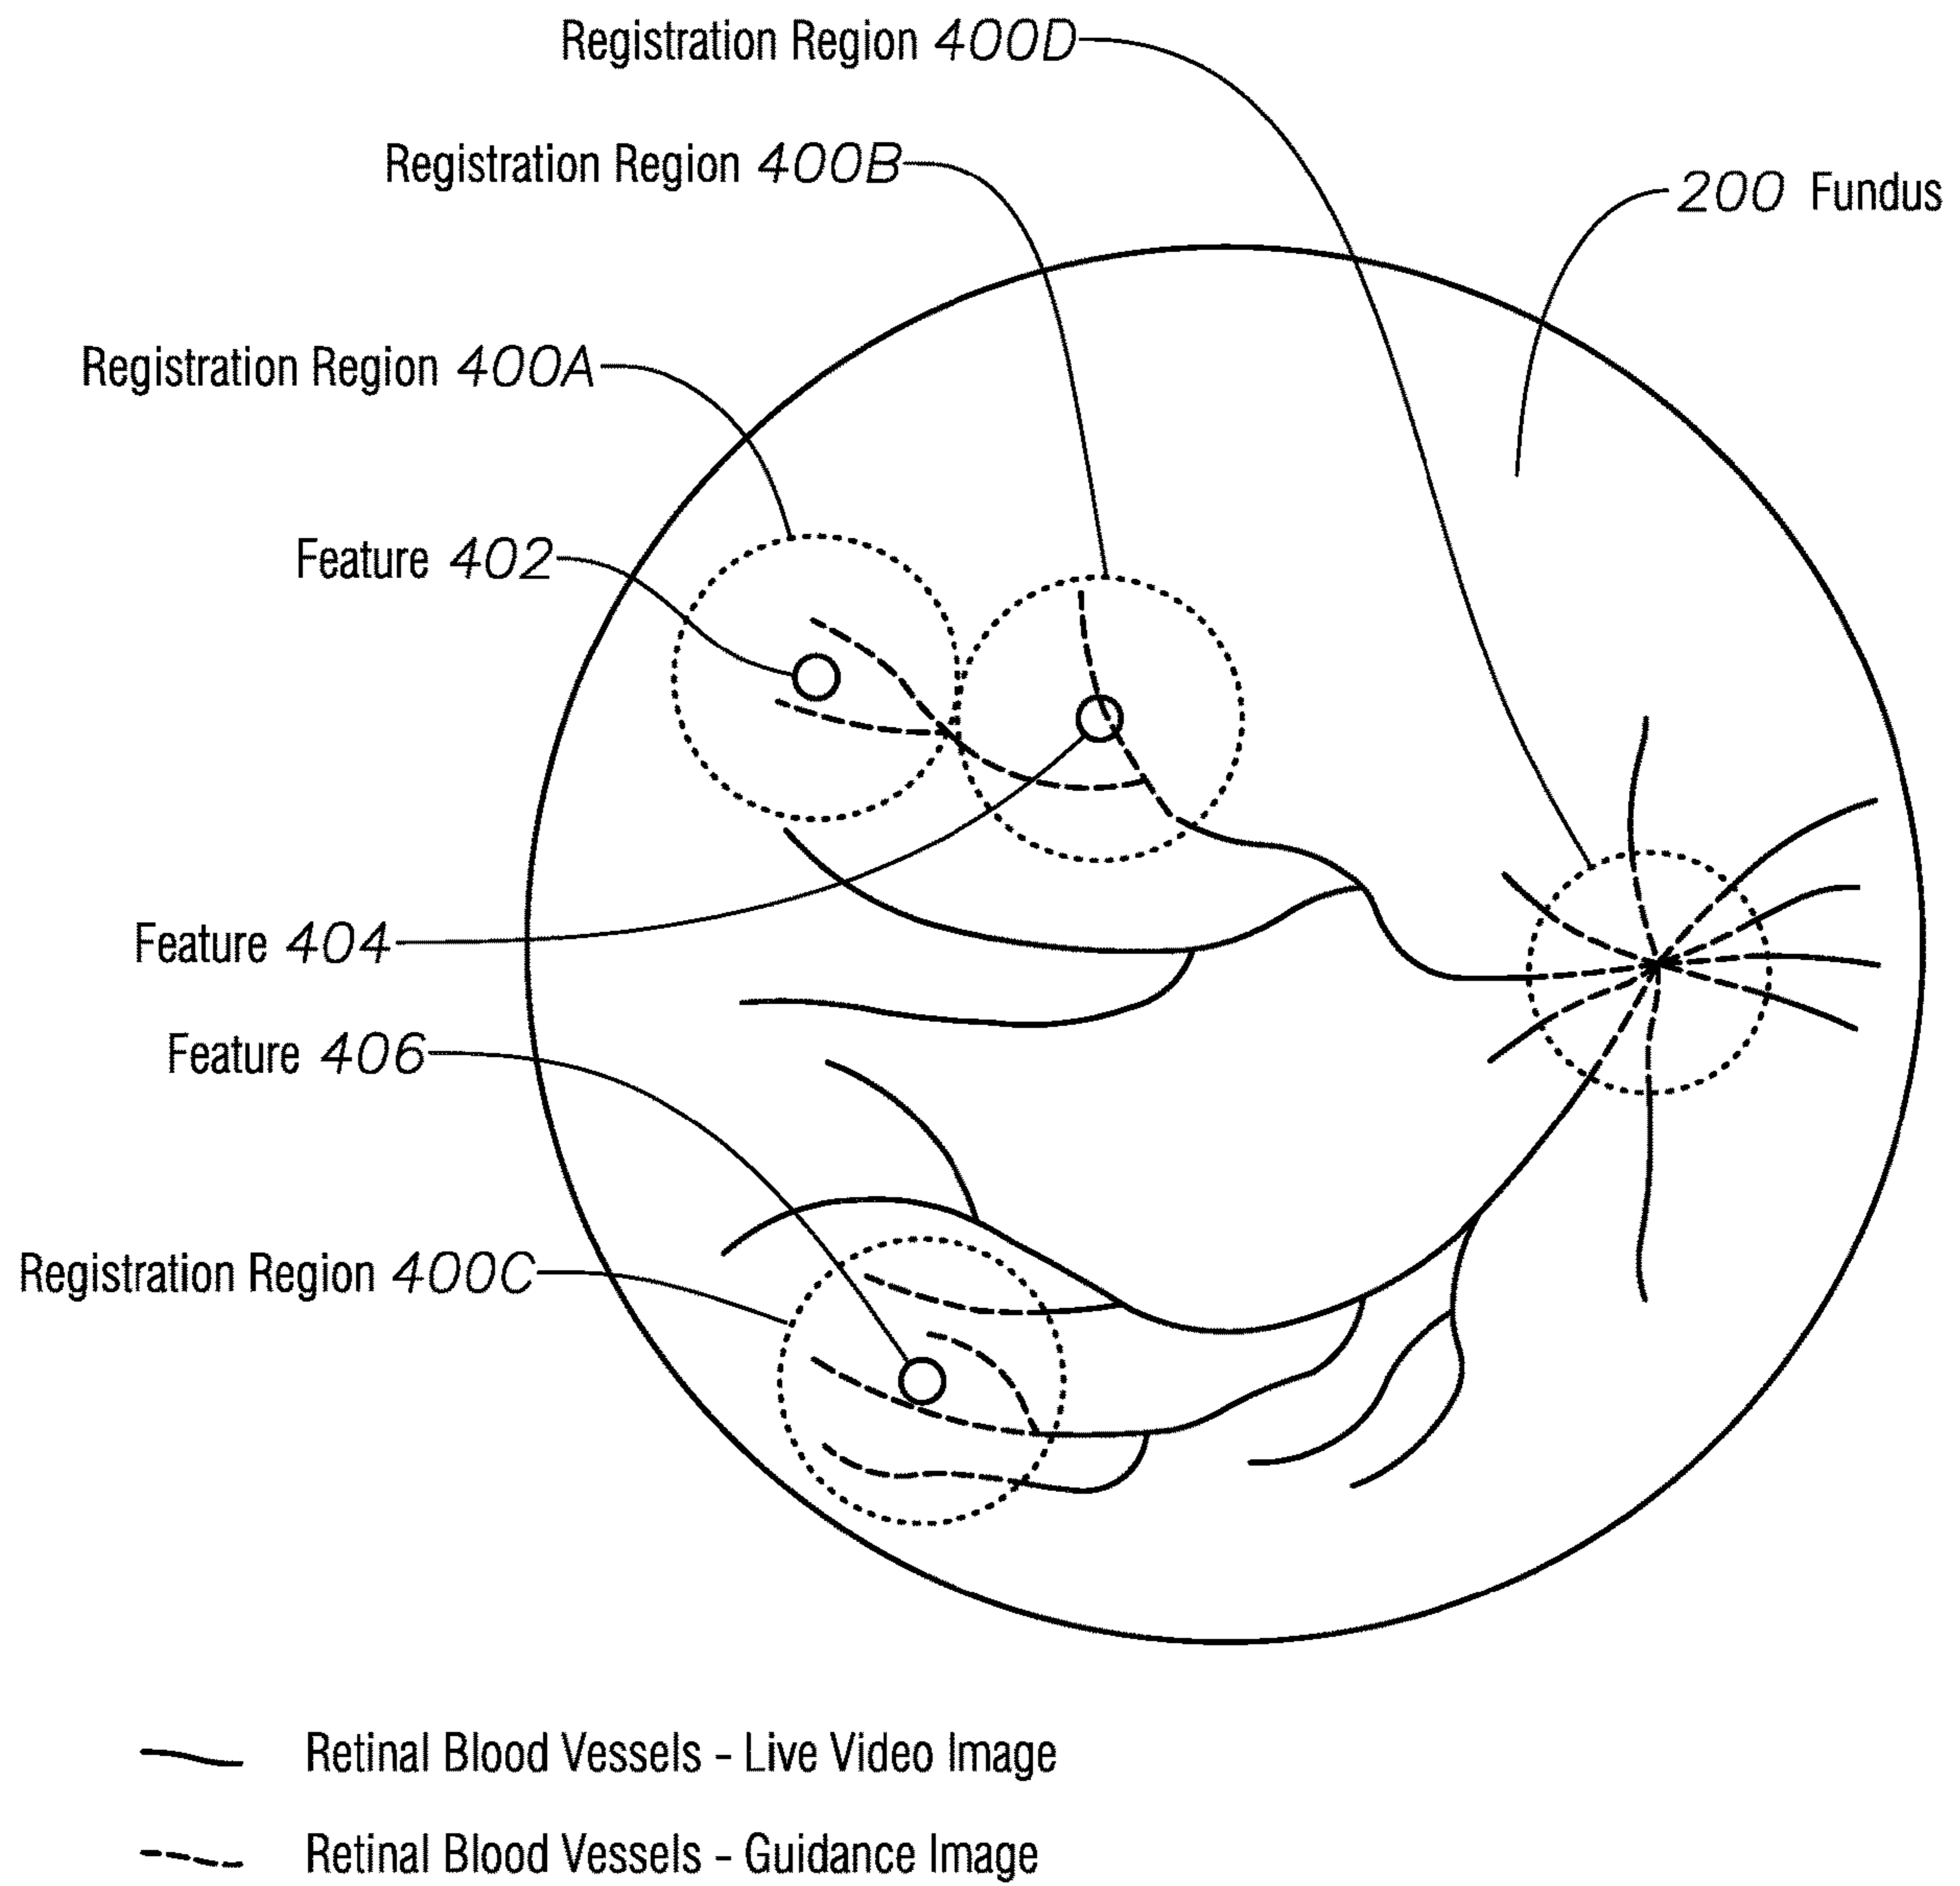 Registration Region 400D
Registration Region 400B
200 Fundus
Registration Region 400A
Feature 402
Feature 404
Feature 406
Registration Region 400C
Retinal Blood Vessels - Live Video Image
Retinal Blood Vessels - Guidance Image